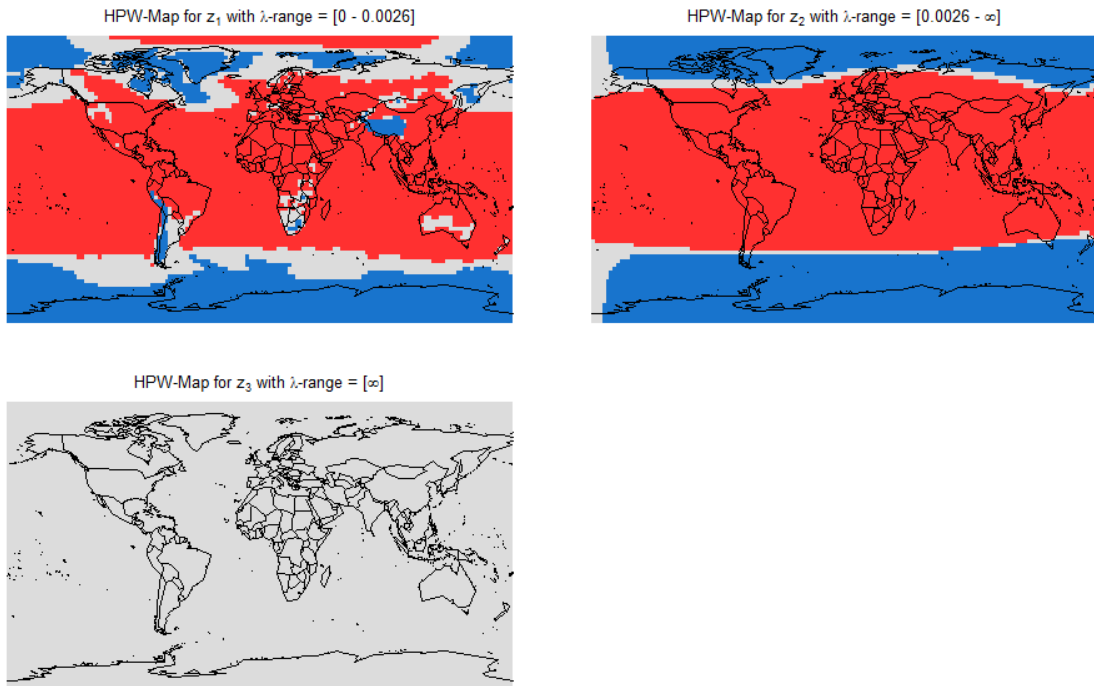 HPW-Map for z₁ with λ-range = [0 - 0.0026]
HPW-Map for z₂ with λ-range = [0.0026 - ∞]
HPW-Map for z₃ with λ-range = [∞]